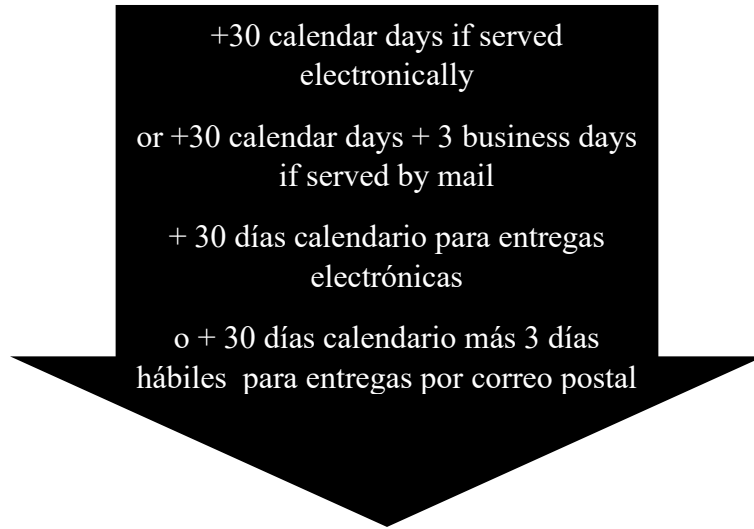 +30 calendar days if served
electronically
or +30 calendar days + 3 business days
if served by mail
+ 30 días calendario para entregas
electrónicas
o + 30 días calendario más 3 días
hábiles  para entregas por correo postal